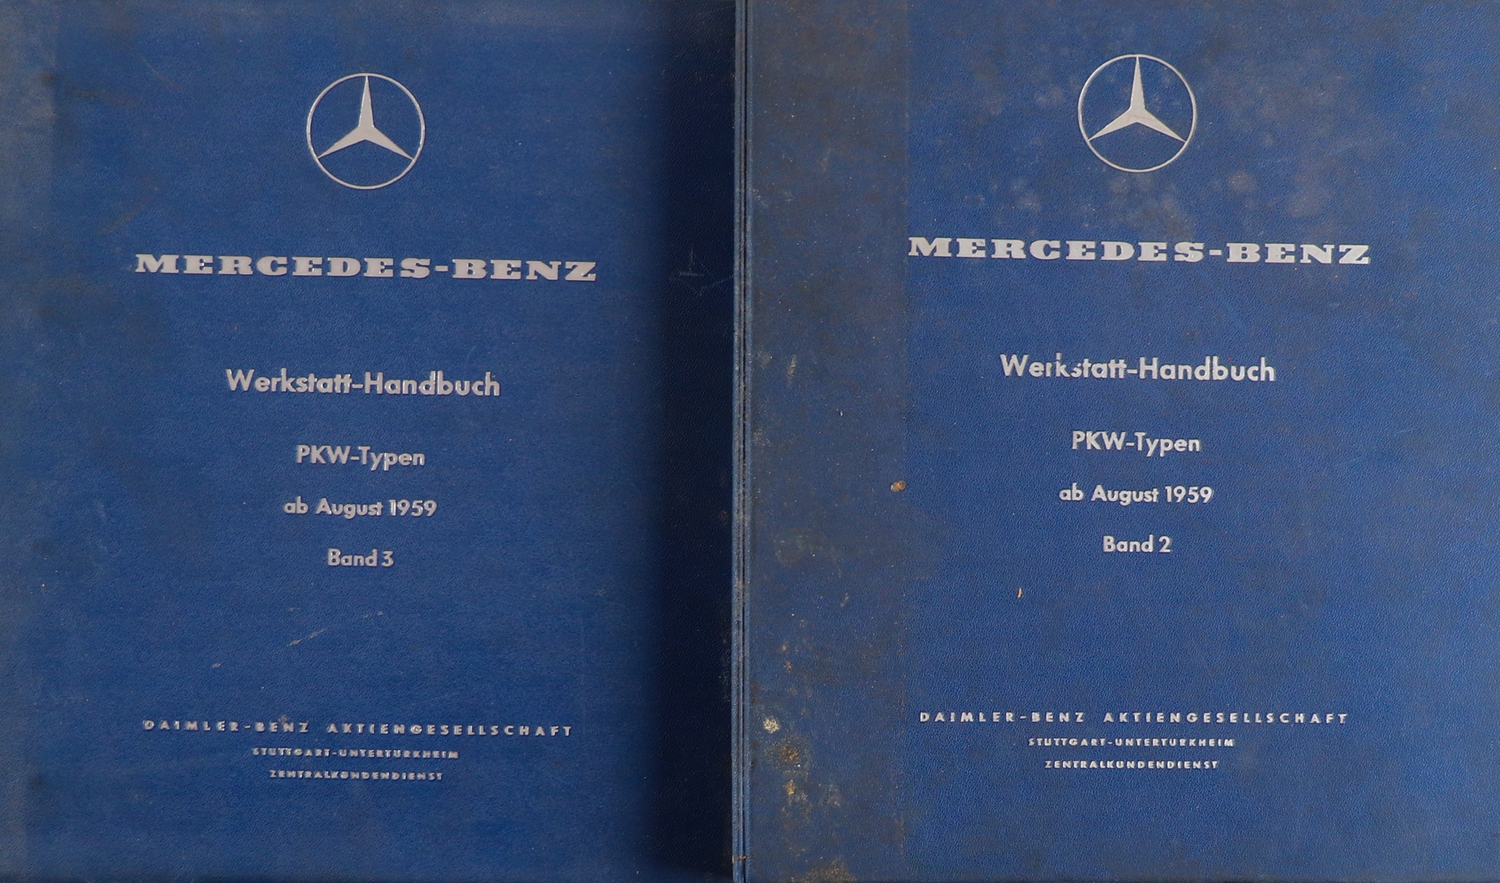 MERCEDES-BENZ
Werkstatt-Handbuch
PKW-Typen
ab August 1959
Band 3
DAIMLER-BENZ AKTIENGESELLSCHAFT
STUTTGART-UNTERTÜRKHEIM
ZENTRALKUNDENDIENST
MERCEDES-BENZ
Werkstatt-Handbuch
PKW-Typen
ab August 1959
Band 2
DAIMLER-BENZ AKTIENGESELLSCHAFT
STUTTGART-UNTERTÜRKHEIM
ZENTRALKUNDENDIENST